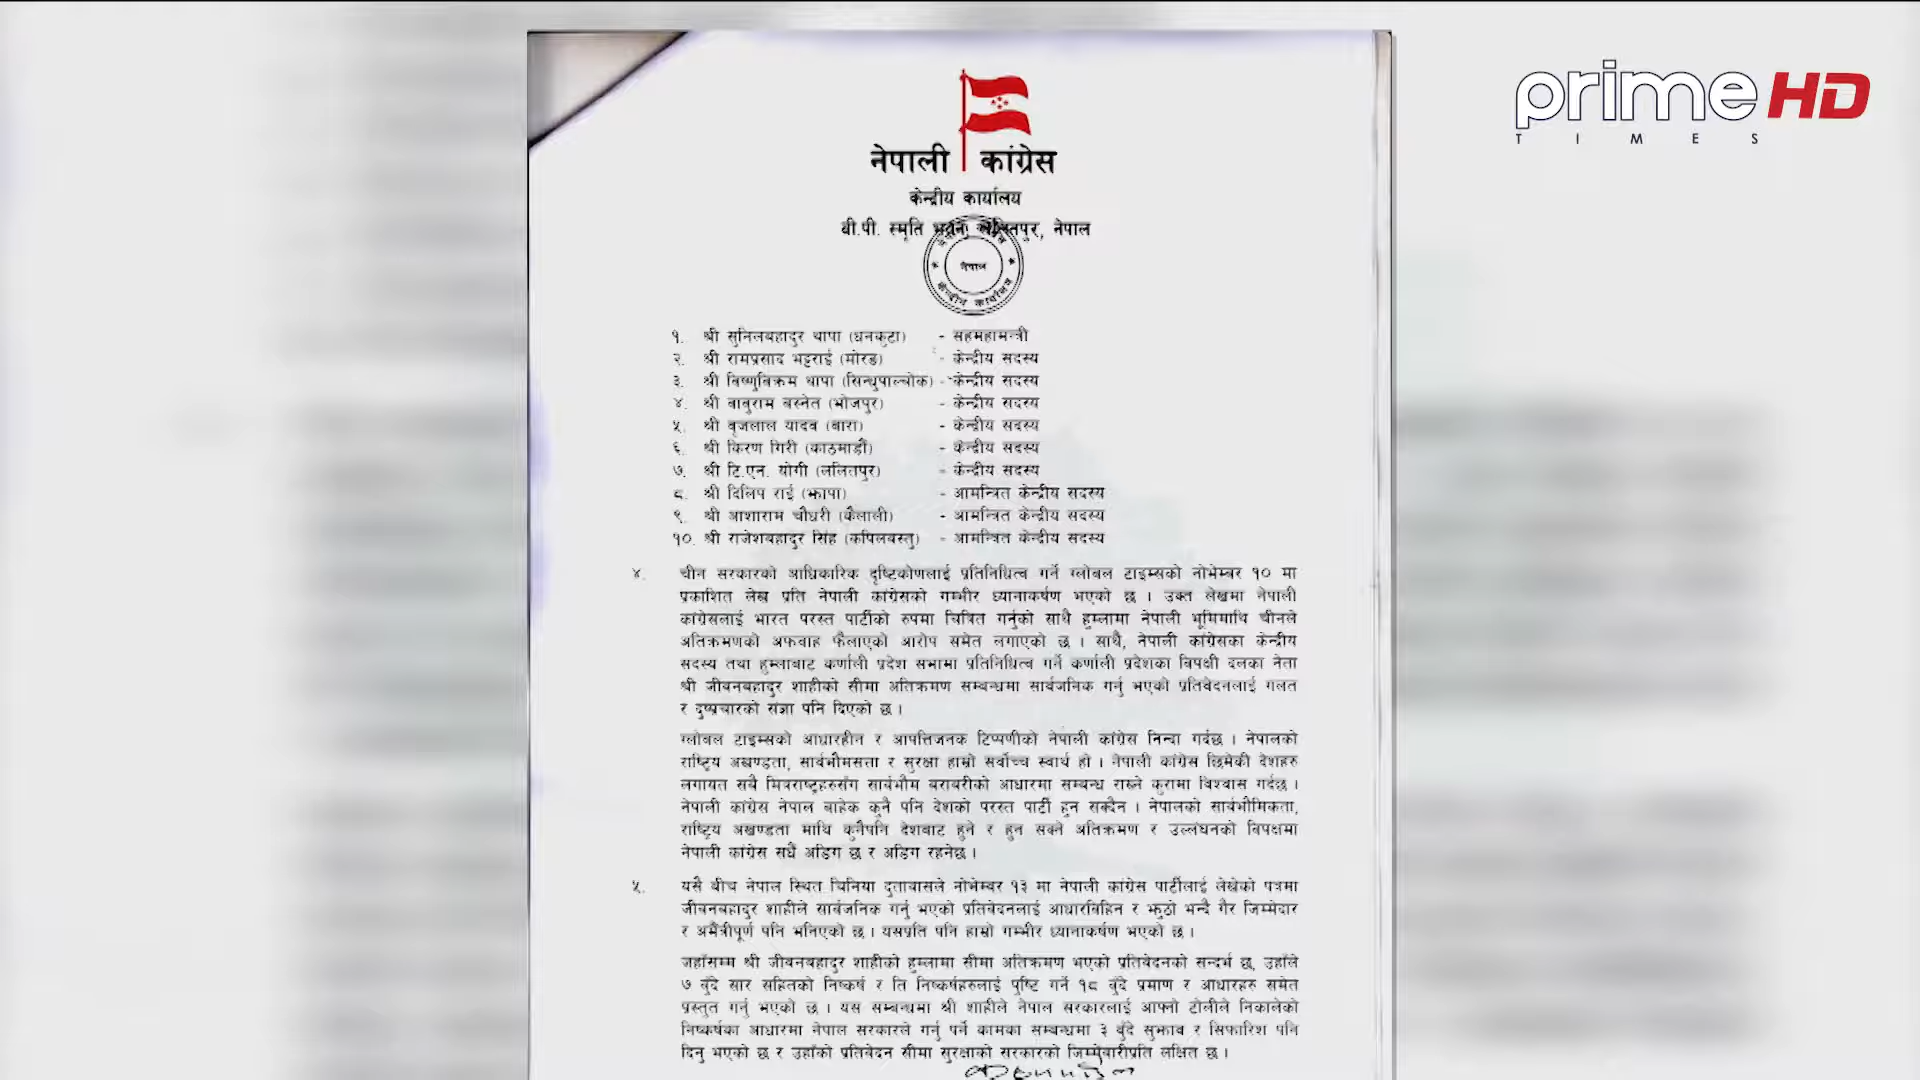 prime HD
TIMES
नेपाली कांग्रेस
केन्द्रीय कार्यालय
बी.पी. स्मृति भवन, ललितपुर, नेपाल
नेपाल
केन्द्रीय कार्यालय
१. श्री सुनिलबहादुर थापा (धनकुटा) - सहमहामन्त्री
२. श्री रामप्रसाद भट्टराई (मोरङ) - केन्द्रीय सदस्य
३. श्री विष्णुविक्रम थापा (सिन्धुपाल्चोक) - केन्द्रीय सदस्य
४. श्री बाबुराम बस्नेत (भोजपुर) - केन्द्रीय सदस्य
५. श्री बृजलाल यादव (बारा) - केन्द्रीय सदस्य
६. श्री किरण गिरी (काठमाडौं) - केन्द्रीय सदस्य
७. श्री टि.एन. योगी (ललितपुर) - केन्द्रीय सदस्य
८. श्री दिलिप राई (झापा) - आमन्त्रित केन्द्रीय सदस्य
९. श्री आशाराम चौधरी (कैलाली) - आमन्त्रित केन्द्रीय सदस्य
१०. श्री राजेशबहादुर सिंह (कपिलवस्तु) - आमन्त्रित केन्द्रीय सदस्य
४. चीन सरकारको आधिकारिक दृष्टिकोणलाई प्रतिनिधित्व गर्ने ग्लोबल टाइम्सको नोभेम्बर १० मा
प्रकाशित लेख प्रति नेपाली कांग्रेसको गम्भीर ध्यानाकर्षण भएको छ । उक्त लेखमा नेपाली
कांग्रेसलाई भारत परस्त पार्टीको रुपमा चित्रित गर्नुको साथै हुम्लामा नेपाली भूमिमाथि चीनले
अतिक्रमणको अफवाह फैलाएको आरोप समेत लगाएको छ । साथै, नेपाली कांग्रेसका केन्द्रीय
सदस्य तथा हुम्लाबाट कर्णाली प्रदेश सभामा प्रतिनिधित्व गर्ने कर्णाली प्रदेशका विपक्षी दलका नेता
श्री जीवनबहादुर शाहीको सीमा अतिक्रमण सम्बन्धमा सार्वजनिक गर्नु भएको प्रतिवेदनलाई गलत
र दुष्प्रचारको संज्ञा पनि दिएको छ ।
ग्लोबल टाइम्सको आधारहीन र आपत्तिजनक टिप्पणीको नेपाली कांग्रेस निन्दा गर्दछ । नेपालको
राष्ट्रिय अखण्डता, सार्वभौमसत्ता र सुरक्षा हाम्रो सर्वोच्च स्वार्थ हो । नेपाली कांग्रेस छिमेकी देशहरु
लगायत सबै मित्रराष्ट्रहरुसँग सार्वभौम बराबरीको आधारमा सम्बन्ध राख्ने कुरामा विश्वास गर्दछ ।
नेपाली कांग्रेस नेपाल बाहेक कुनै पनि देशको परस्त पार्टी हुन सक्दैन । नेपालको सार्वभौमिकता,
राष्ट्रिय अखण्डता माथि कुनैपनि देशबाट हुने र हुन सक्ने अतिक्रमण र उल्लंघनको विपक्षमा
नेपाली कांग्रेस सधैं अडिग छ र अडिग रहनेछ ।
५. यसै बीच नेपाल स्थित चिनिया दुतावासले नोभेम्बर १३ मा नेपाली कांग्रेस पार्टीलाई लेखेको पत्रमा
जीवनबहादुर शाहीले सार्वजनिक गर्नु भएको प्रतिवेदनलाई आधारविहिन र झुठो भन्दै गैर जिम्मेदार
र अमैत्रीपूर्ण पनि भनिएको छ । यसप्रति पनि हाम्रो गम्भीर ध्यानाकर्षण भएको छ ।
जहाँसम्म श्री जीवनबहादुर शाहीको हुम्लामा सीमा अतिक्रमण भएको प्रतिवेदनको सन्दर्भ छ, उहाँले
७ बुँदे सार सहितको निष्कर्ष र ति निष्कर्षहरुलाई पुष्टि गर्ने १८ बुँदे प्रमाण र आधारहरु समेत
प्रस्तुत गर्नु भएको छ । यस सम्बन्धमा श्री शाहीले नेपाल सरकारलाई आफ्नो टोलीले निकालेको
निष्कर्षका आधारमा नेपाल सरकारले गर्नु पर्ने कामका सम्बन्धमा ३ बुँदे सुझाव र सिफारिश पनि
दिनु भएको छ र उहाँको प्रतिवेदन सीमा सुरक्षाको सरकारको जिम्मेवारीप्रति लक्षित छ ।